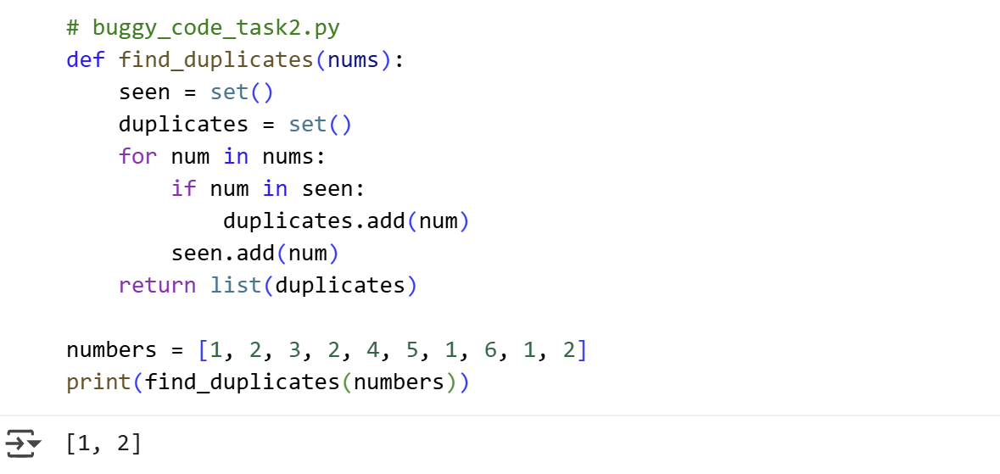 # buggy_code_task2.py
def find_duplicates(nums):
    seen = set()
    duplicates = set()
    for num in nums:
        if num in seen:
            duplicates.add(num)
        seen.add(num)
    return list(duplicates)

numbers = [1, 2, 3, 2, 4, 5, 1, 6, 1, 2]
print(find_duplicates(numbers))
[1, 2]